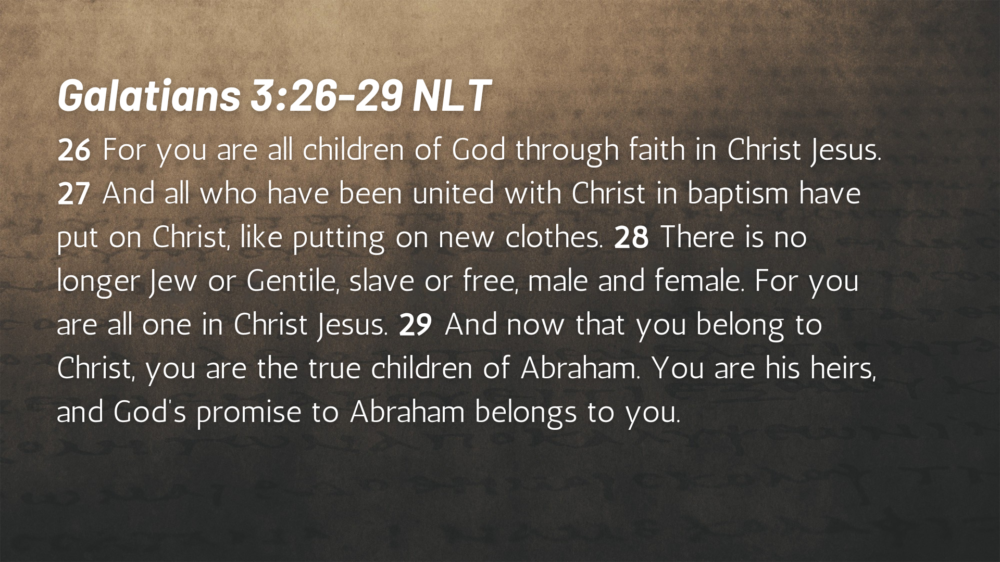 Galatians 3:26-29 NLT
26 For you are all children of God through faith in Christ Jesus.
27 And all who have been united with Christ in baptism have
put on Christ, like putting on new clothes. 28 There is no
longer Jew or Gentile, slave or free, male and female. For you
are all one in Christ Jesus. 29 And now that you belong to
Christ, you are the true children of Abraham. You are his heirs,
and God's promise to Abraham belongs to you.